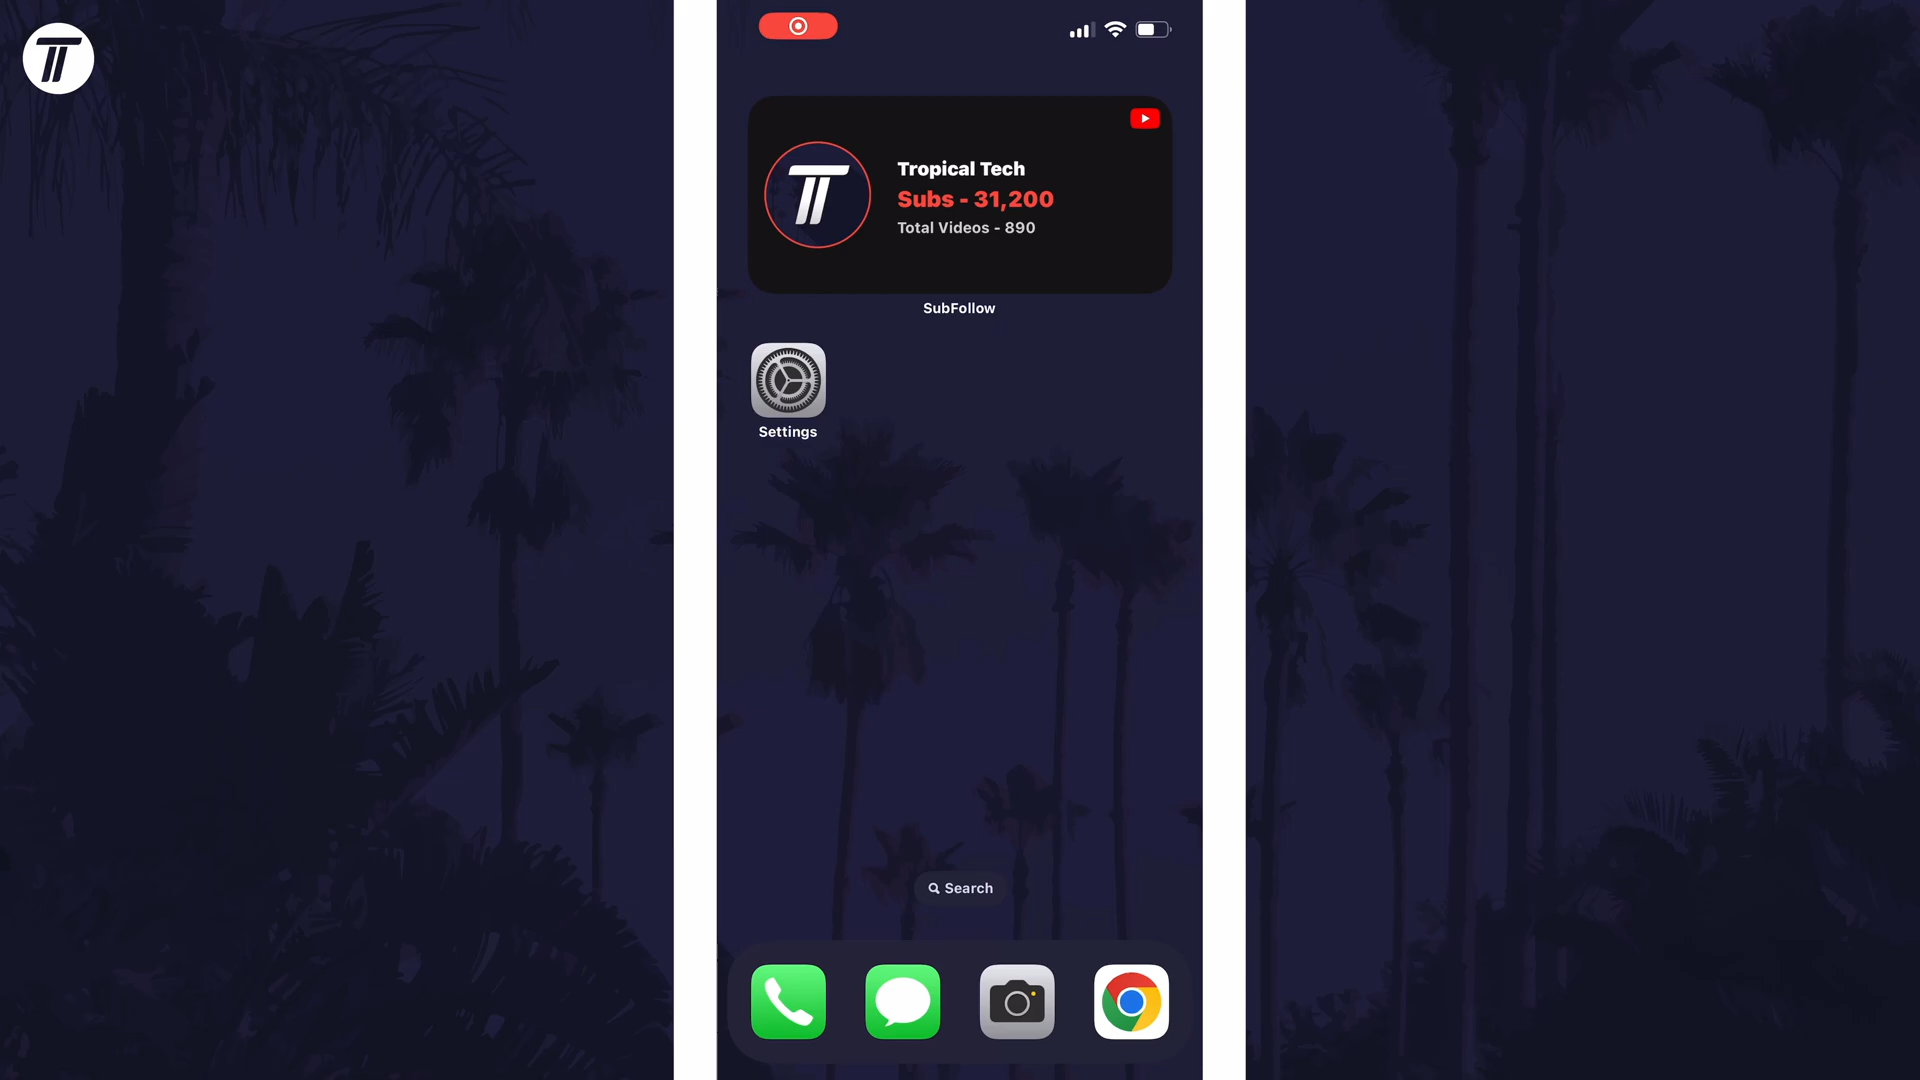 Tropical Tech
Subs - 31,200
Total Videos - 890
SubFollow
Settings
Search